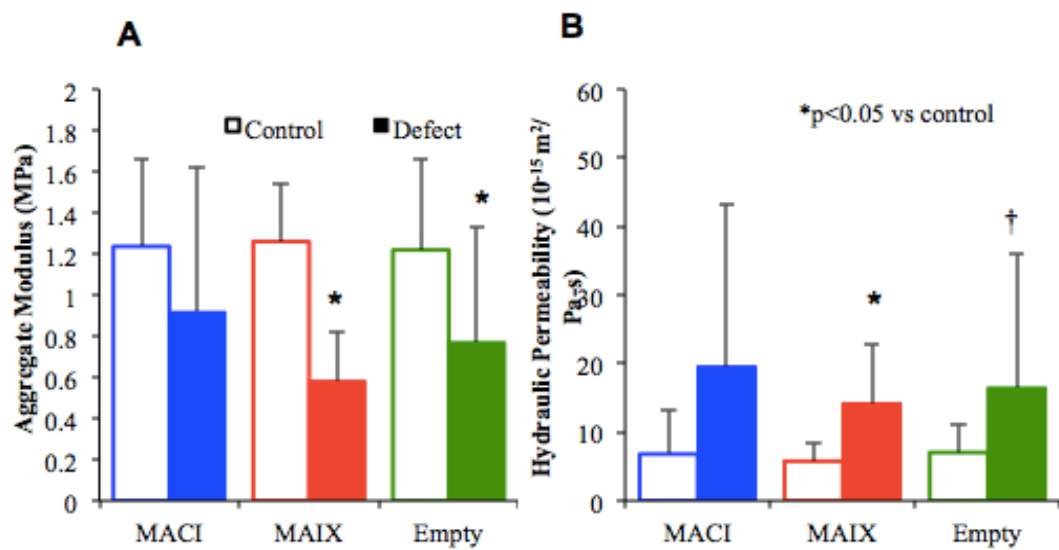 A
Aggregate Modulus (MPa)
2
1.8
1.6
1.4
1.2
1
0.8
0.6
0.4
0.2
0
Control
Defect
*
*
MACI
MAIX
Empty
B
Hydraulic Permeability (10⁻¹⁵ m²/
Pa-s)
60
50
40
30
20
10
0
*p<0.05 vs control
*
†
MACI
MAIX
Empty